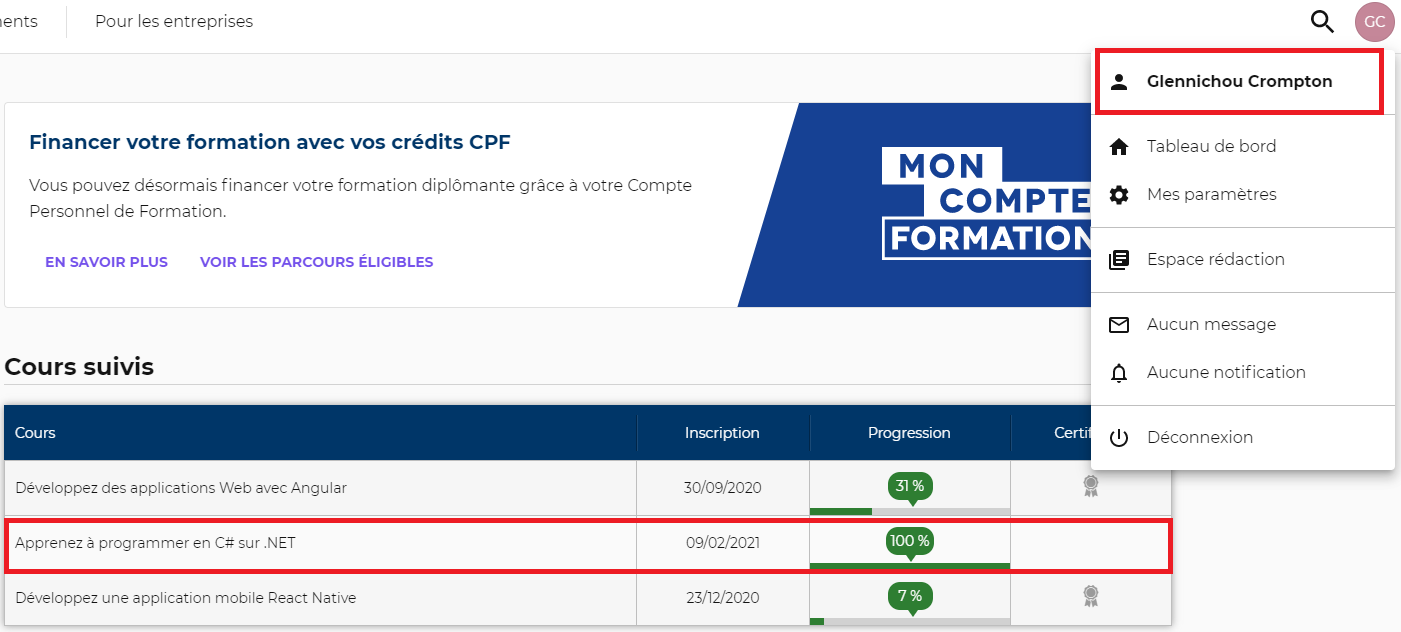 Pour les entreprises
GC
Glennichou Crompton
Tableau de bord
Mes paramètres
Espace rédaction
Aucun message
Aucune notification
Déconnexion
Financer votre formation avec vos crédits CPF
Vous pouvez désormais financer votre formation diplômante grâce à votre Compte
Personnel de Formation.
EN SAVOIR PLUS VOIR LES PARCOURS ÉLIGIBLES
MON
COMPTE
FORMATION
Cours suivis
Cours Inscription Progression
Développez des applications Web avec Angular 30/09/2020 31 %
Apprenez à programmer en C# sur .NET 09/02/2021 100 %
Développez une application mobile React Native 23/12/2020 7 %